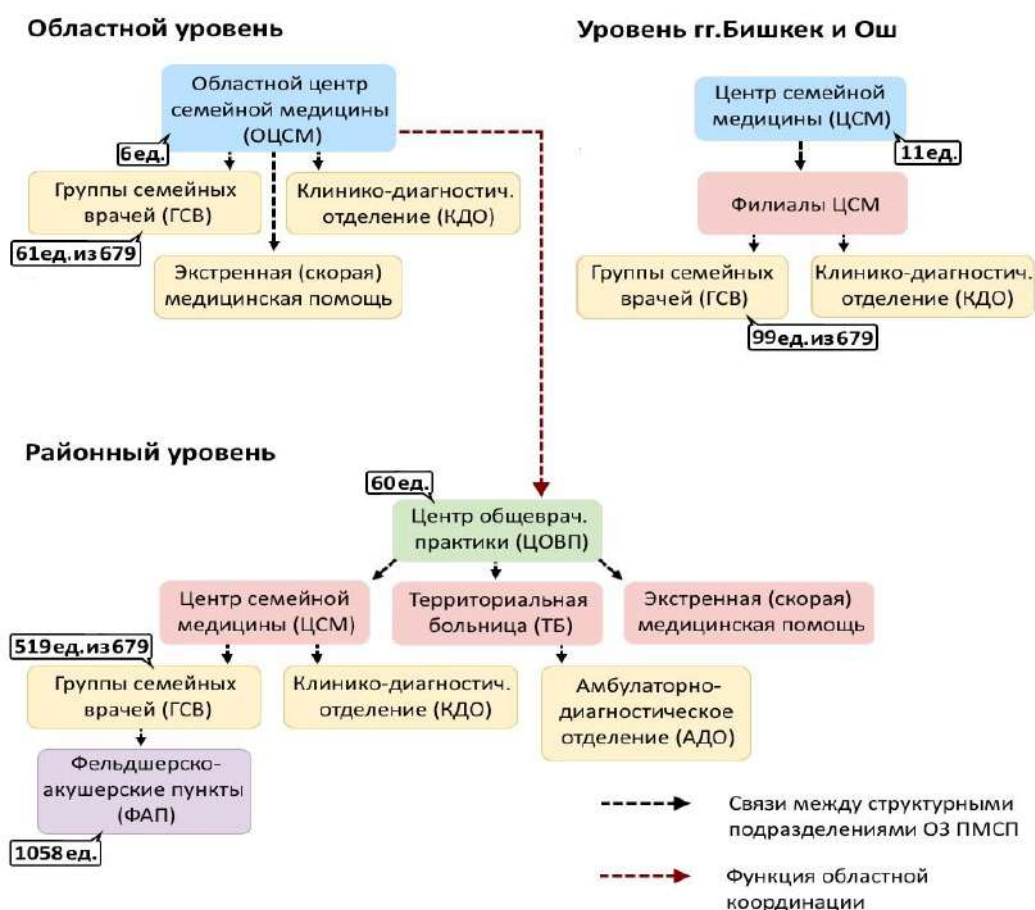 Областной уровень
Областной центр
семейной медицины
(ОЦСМ)
6ед.
Группы семейных
врачей (ГСВ)
61ед.из679
Клинико-диагностич.
отделение (КДО)
Экстренная (скорая)
медицинская помощь
Уровень гг.Бишкек и Ош
Центр семейной
медицины (ЦСМ)
11ед.
Филиалы ЦСМ
Группы семейных
врачей (ГСВ)
99ед.из679
Клинико-диагностич.
отделение (КДО)
Районный уровень
60ед.
Центр общеврач.
практики (ЦОВП)
Центр семейной
медицины (ЦСМ)
Территориальная
больница (ТБ)
Экстренная (скорая)
медицинская помощь
519ед.из679
Группы семейных
врачей (ГСВ)
Клинико-диагностич.
отделение (КДО)
Амбулаторно-
диагностическое
отделение (АДО)
Фельдшерско-
акушерские пункты
(ФАП)
1058ед.
Связи между структурными
подразделениями ОЗ ПМСП
Функция областной
координации